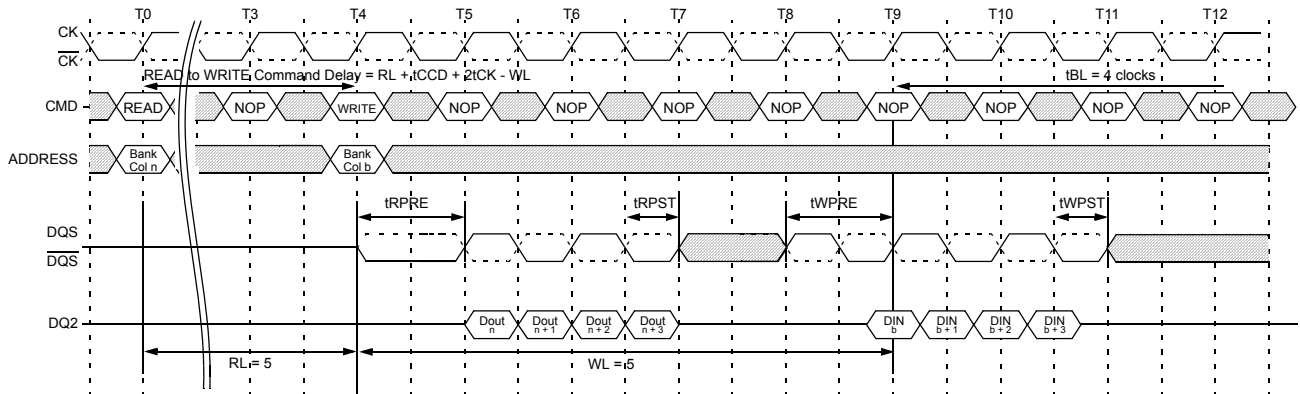 T0 T3 T4 T5 T6 T7 T8 T9 T10 T11 T12
CK
CK
READ to WRITE Command Delay = RL + tCCD + 2tCK - WL
tBL = 4 clocks
CMD READ NOP WRITE NOP NOP NOP NOP NOP NOP NOP NOP
ADDRESS Bank Col n Bank Col b
tRPRE tRPST tWPRE tWPST
DQS
DQS
DQ2 Dout n Dout n + 1 Dout n + 2 Dout n + 3 DIN b DIN b + 1 DIN b + 2 DIN b + 3
RL = 5 WL = 5